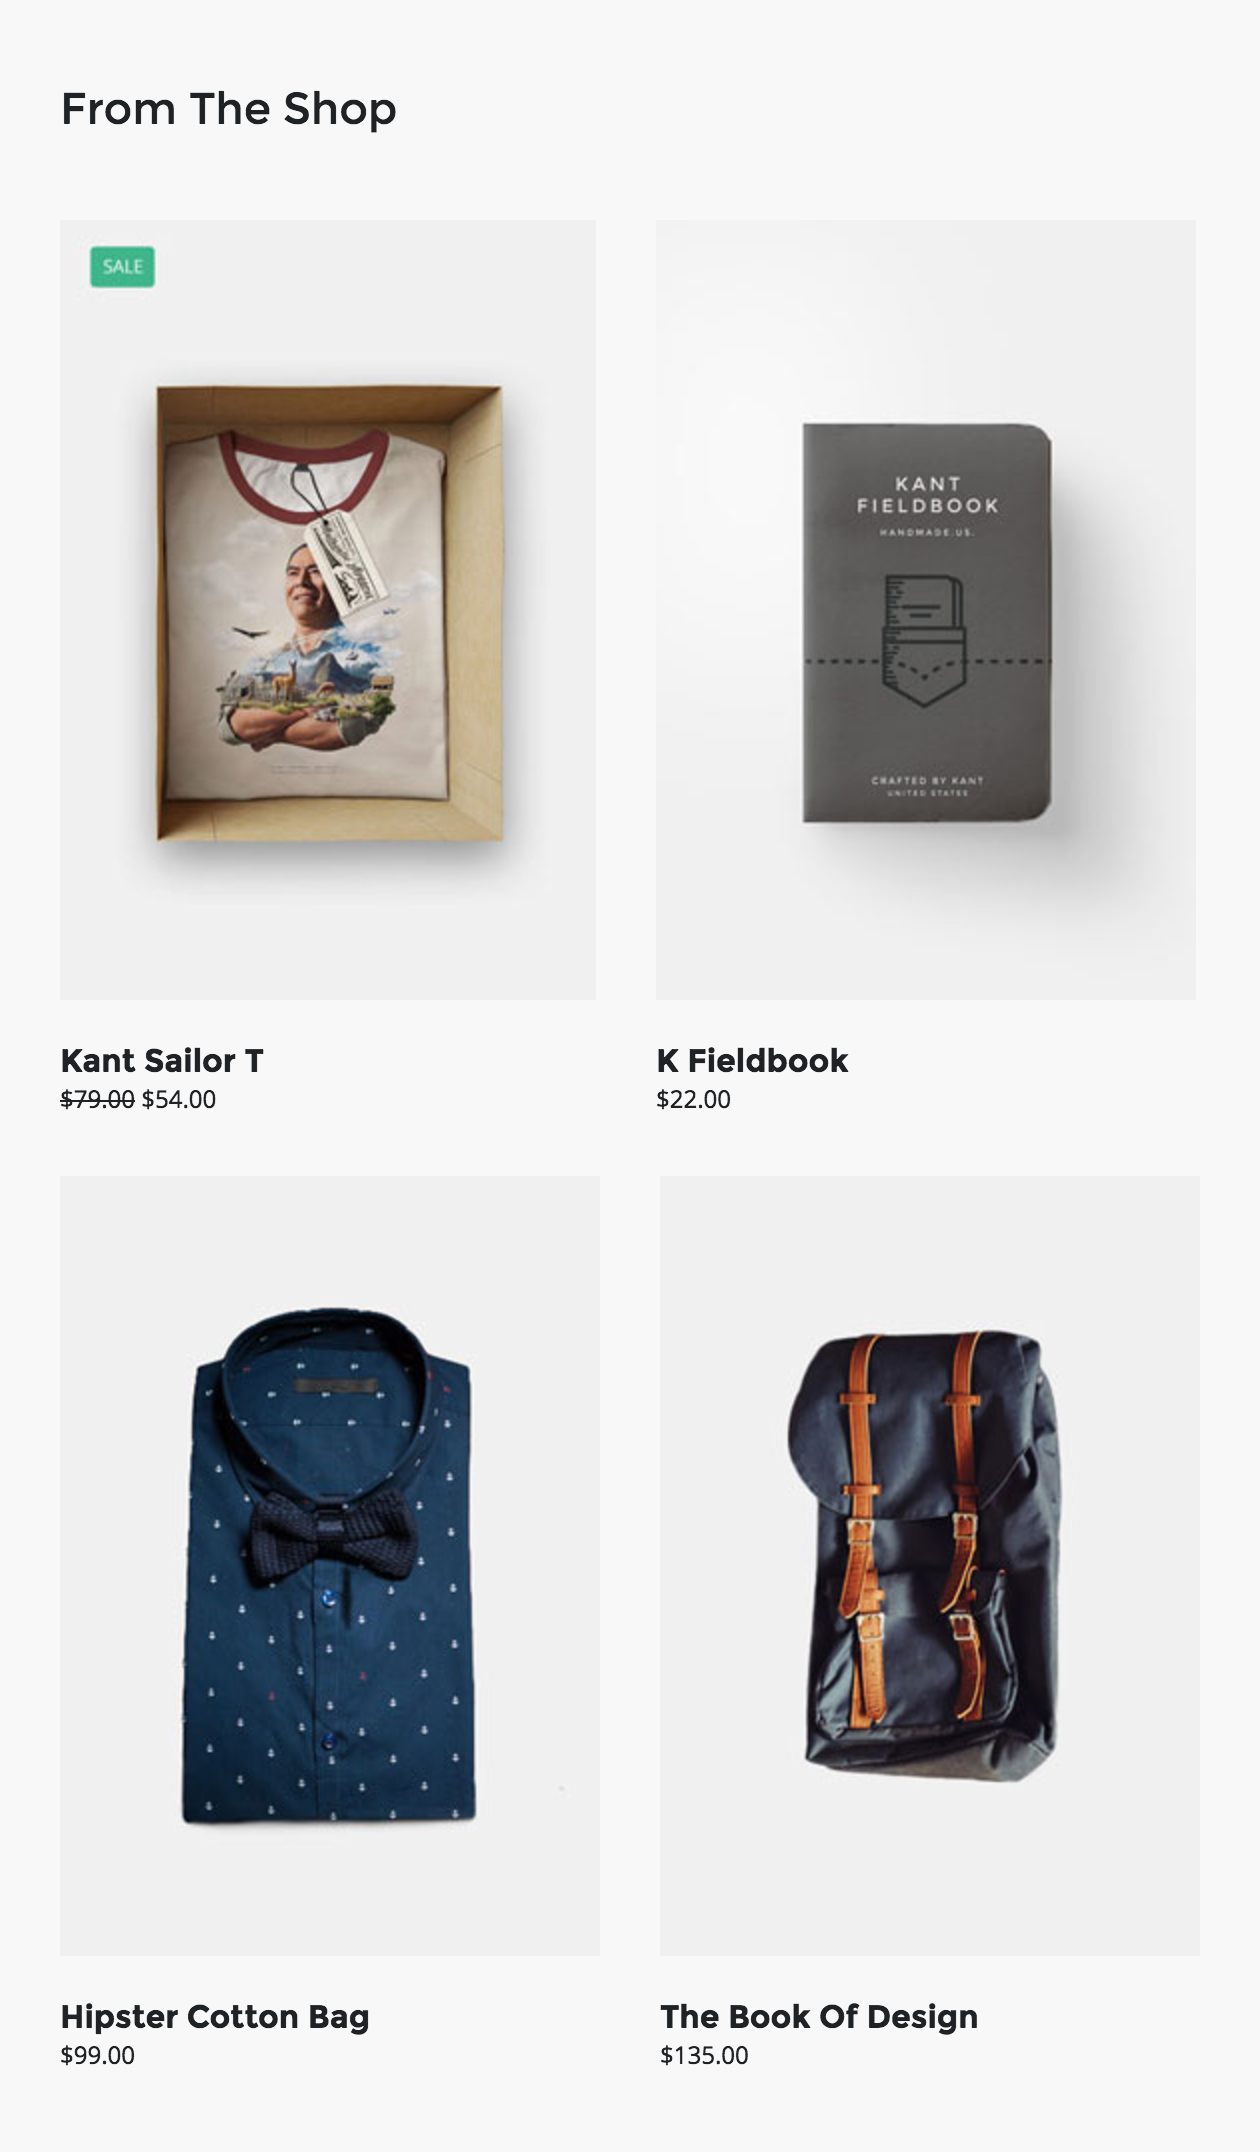 From The Shop
SALE
KANT
FIELDBOOK
HANDMADE.US.
CRAFTED BY KANT
UNITED STATES
Kant Sailor T
$79.00 $54.00
K Fieldbook
$22.00
Hipster Cotton Bag
$99.00
The Book Of Design
$135.00